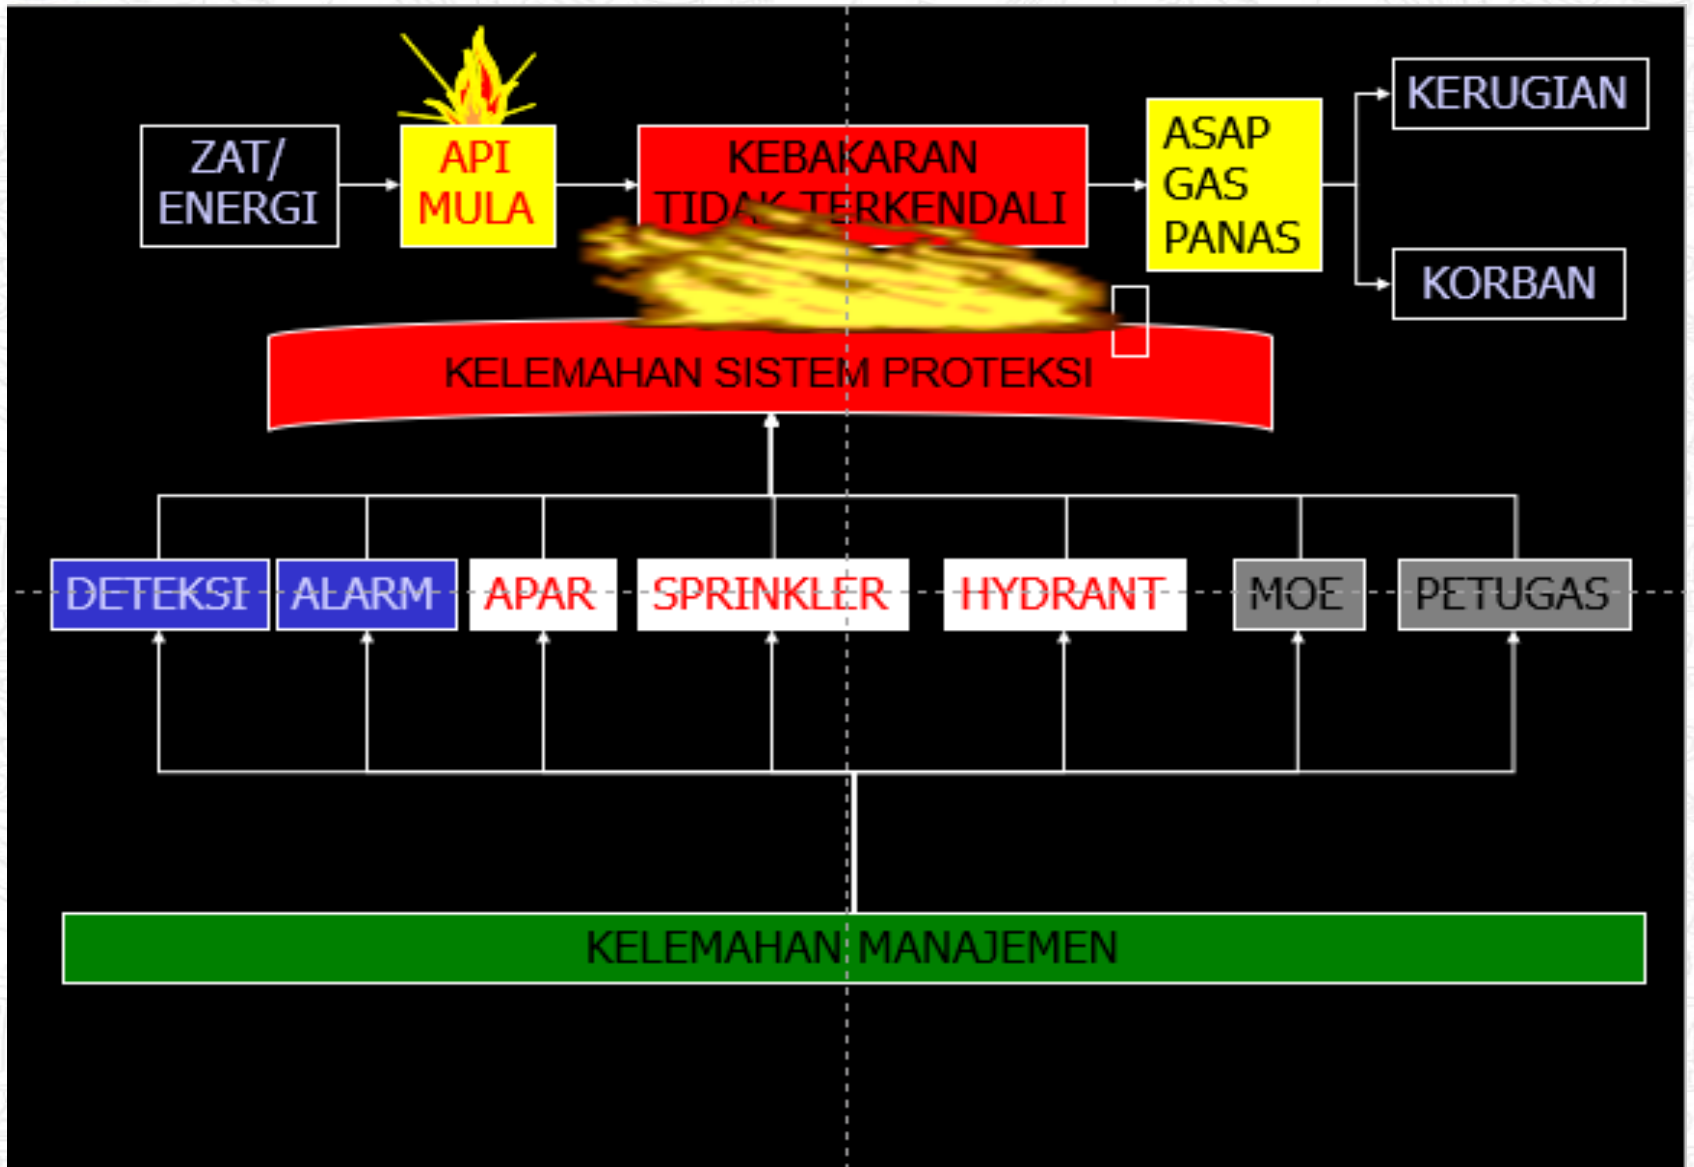 ZAT/
ENERGI
API
MULA
KEBAKARAN
TIDAK TERKENDALI
ASAP
GAS
PANAS
KERUGIAN
KORBAN
KELEMAHAN SISTEM PROTEKSI
DETEKSI
ALARM
APAR
SPRINKLER
HYDRANT
MOE
PETUGAS
KELEMAHAN MANAJEMEN